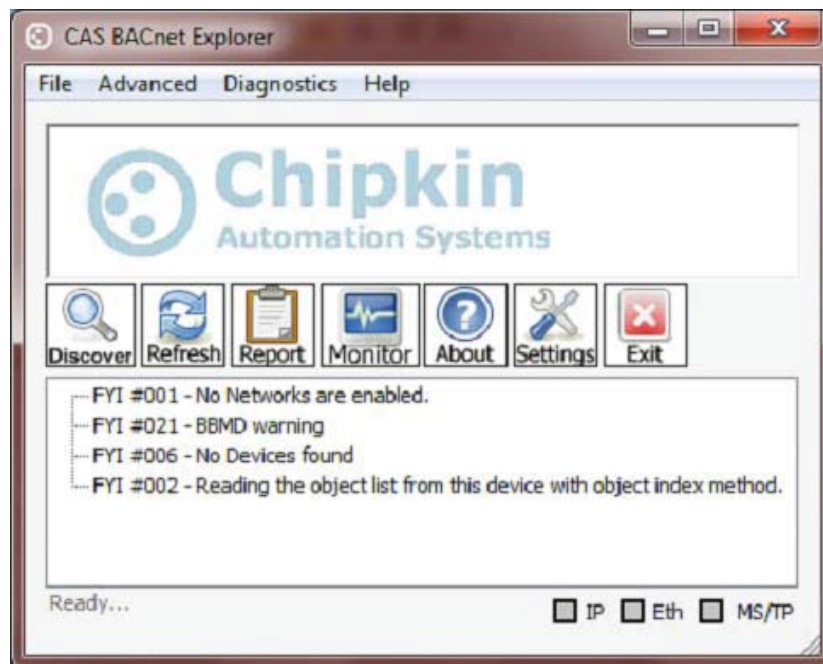 CAS BACnet Explorer
File Advanced Diagnostics Help
Chipkin
Automation Systems
Discover Refresh Report Monitor About Settings Exit
FYI #001 - No Networks are enabled.
FYI #021 - BBMD warning
FYI #006 - No Devices found
FYI #002 - Reading the object list from this device with object index method.
Ready... IP Eth MS/TP